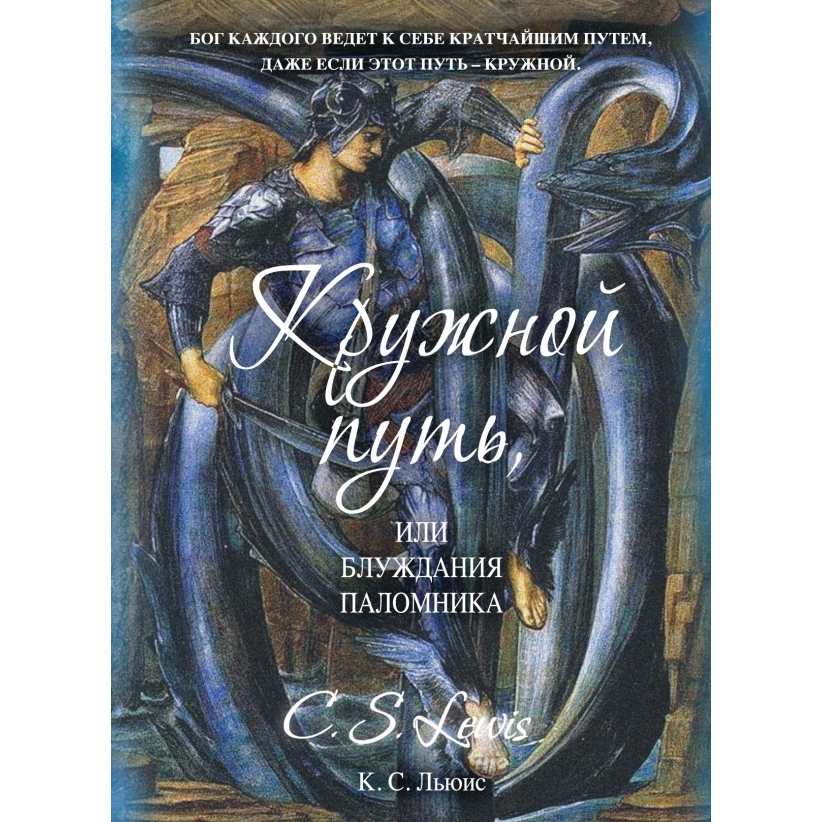 БОГ КАЖДОГО ВЕДЕТ К СЕБЕ КРАТЧАЙШИМ ПУТЕМ,
ДАЖЕ ЕСЛИ ЭТОТ ПУТЬ – КРУЖНОЙ.
Кружной
путь,
ИЛИ
БЛУЖДАНИЯ
ПАЛОМНИКА
C. S. Lewis
К. С. Льюис